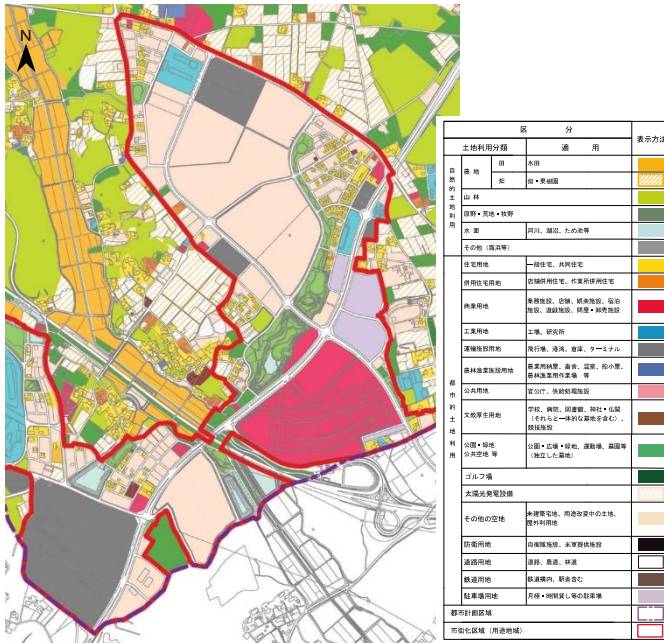 N
区 分
表示方法
土地利用分類
適 用
自然的土地利用
農地
田
水田
畑
畑・果樹園
山林
原野・荒地・牧野
水 面
河川、湖沼、ため池等
その他（海浜等）
都市的土地利用
住宅用地
一般住宅、共同住宅
併用住宅用地
店舗併用住宅、作業所併用住宅
商業用地
業務施設、店舗、娯楽施設、宿泊
施設、遊戯施設、問屋・卸売施設
工業用地
工場、研究所
運輸施設用地
飛行場、港湾、倉庫、ターミナル
農林漁業施設用地
農業用納屋、畜舎、温室、船小屋、
農林漁業用作業場 等
公共用地
官公庁、供給処理施設
文教厚生用地
学校、病院、図書館、神社・仏閣
（それらと一体的な墓地を含む）、
競技施設
公園・緑地
公共空地 等
公園・広場・緑地、運動場、墓園等
（独立した墓地）
ゴルフ場
太陽光発電設備
その他の空地
未建築宅地、用途改変中の土地、
屋外利用地
防衛用地
自衛隊施設、米軍提供施設
道路用地
道路、農道、林道
鉄道用地
鉄道構内、駅舎含む
駐車場用地
月極・時間貸し等の駐車場
都市計画区域
市街化区域（用途地域）